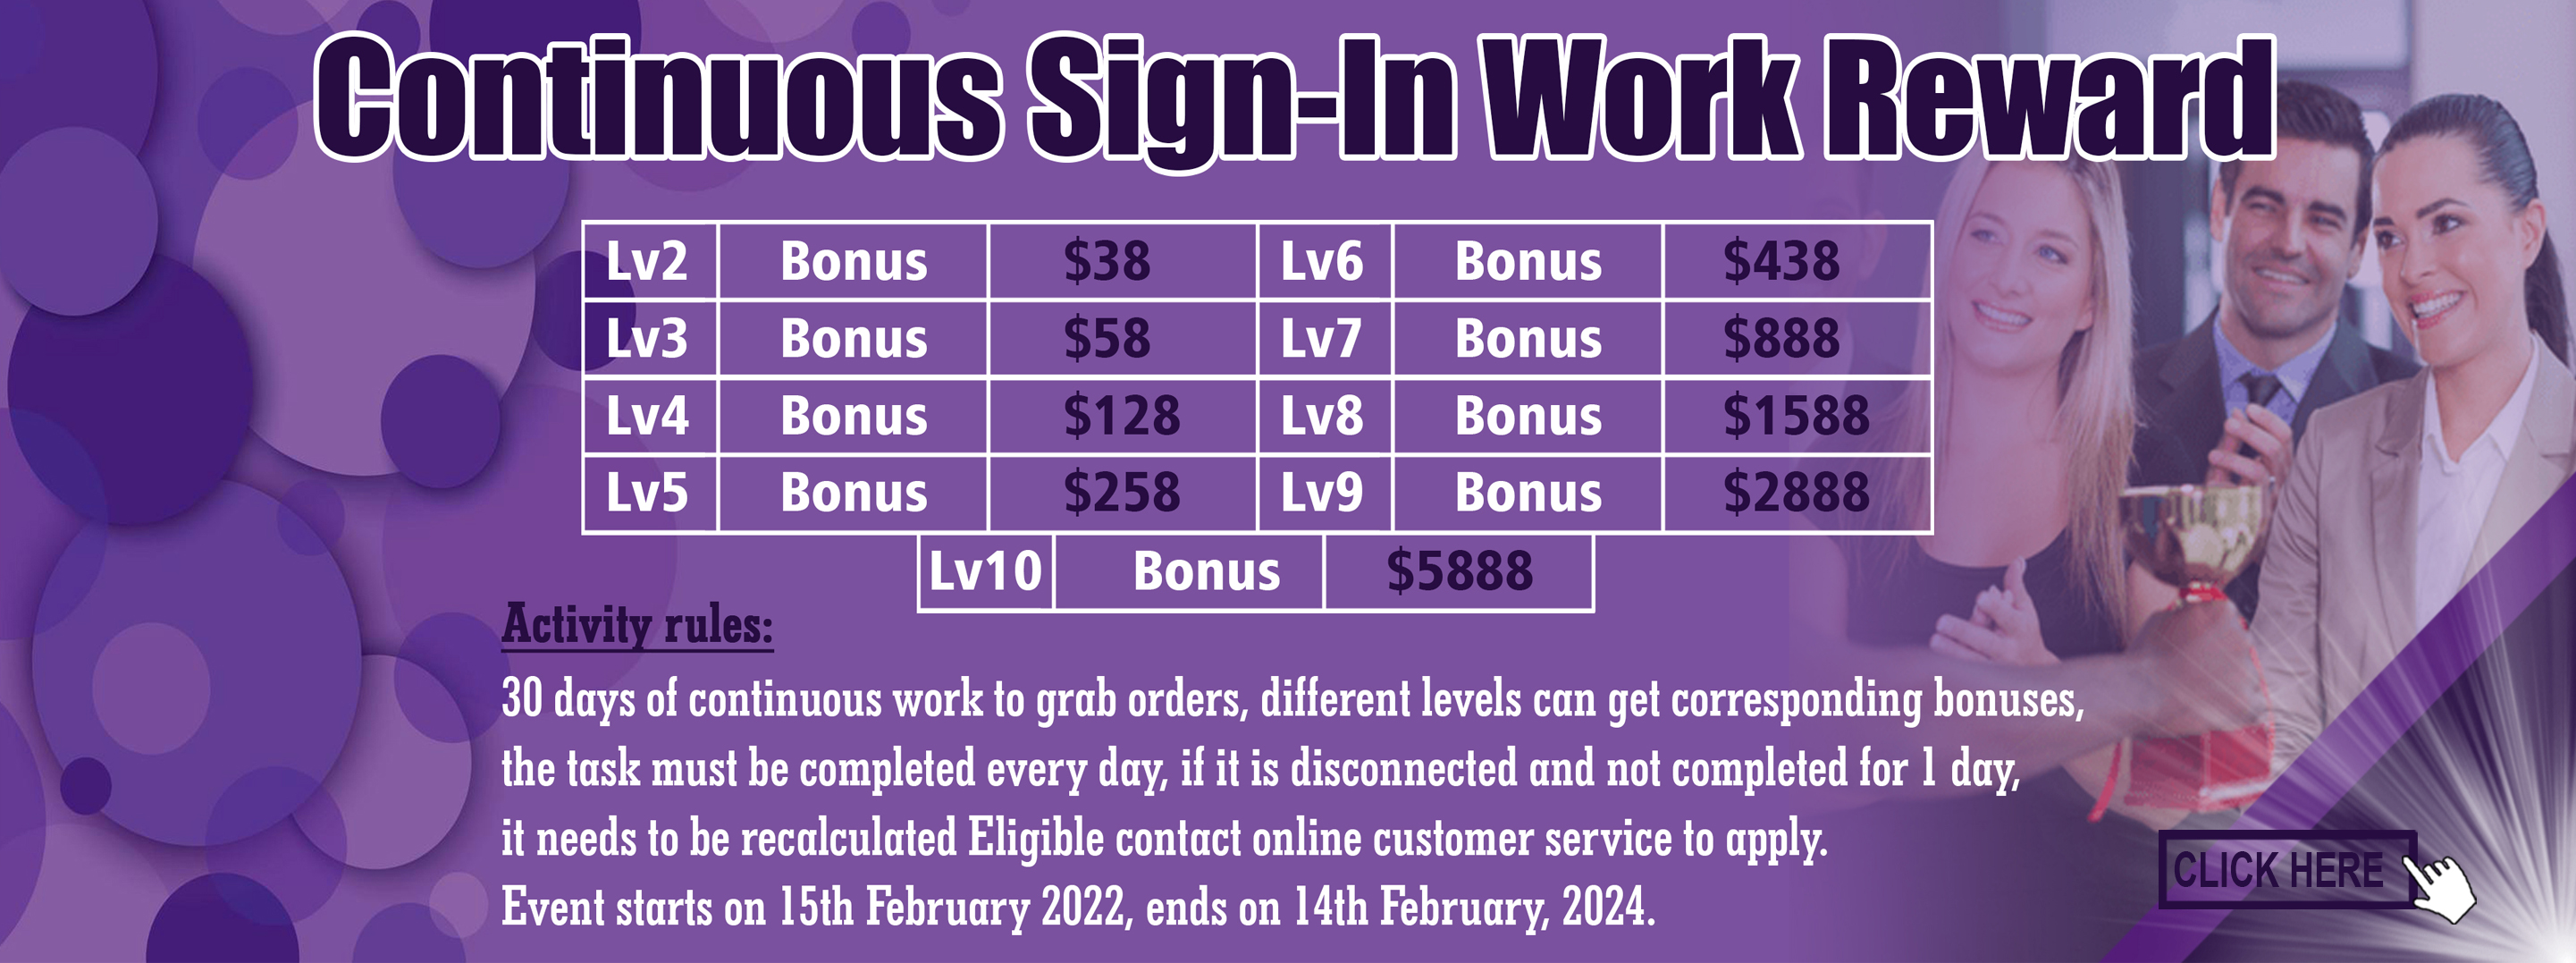 Continuous Sign-In Work Reward
Lv2 Bonus $38 Lv6 Bonus $438
Lv3 Bonus $58 Lv7 Bonus $888
Lv4 Bonus $128 Lv8 Bonus $1588
Lv5 Bonus $258 Lv9 Bonus $2888
Lv10 Bonus $5888
Activity rules:
30 days of continuous work to grab orders, different levels can get corresponding bonuses,
the task must be completed every day, if it is disconnected and not completed for 1 day,
it needs to be recalculated Eligible contact online customer service to apply.
Event starts on 15th February 2022, ends on 14th February, 2024.
CLICK HERE